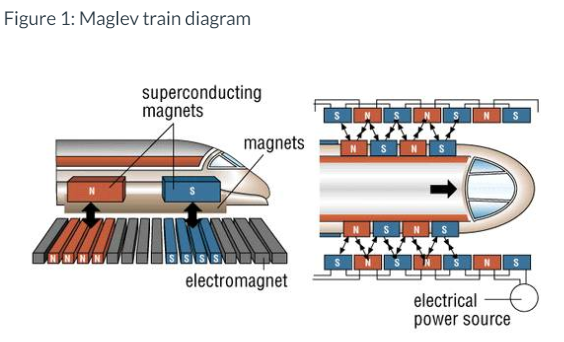 Figure 1: Maglev train diagram
superconducting
magnets
magnets
N
S
N N N N
S S S S
electromagnet
S N S N S N S
N S N S
N S N S
S N S N S N S
electrical
power source